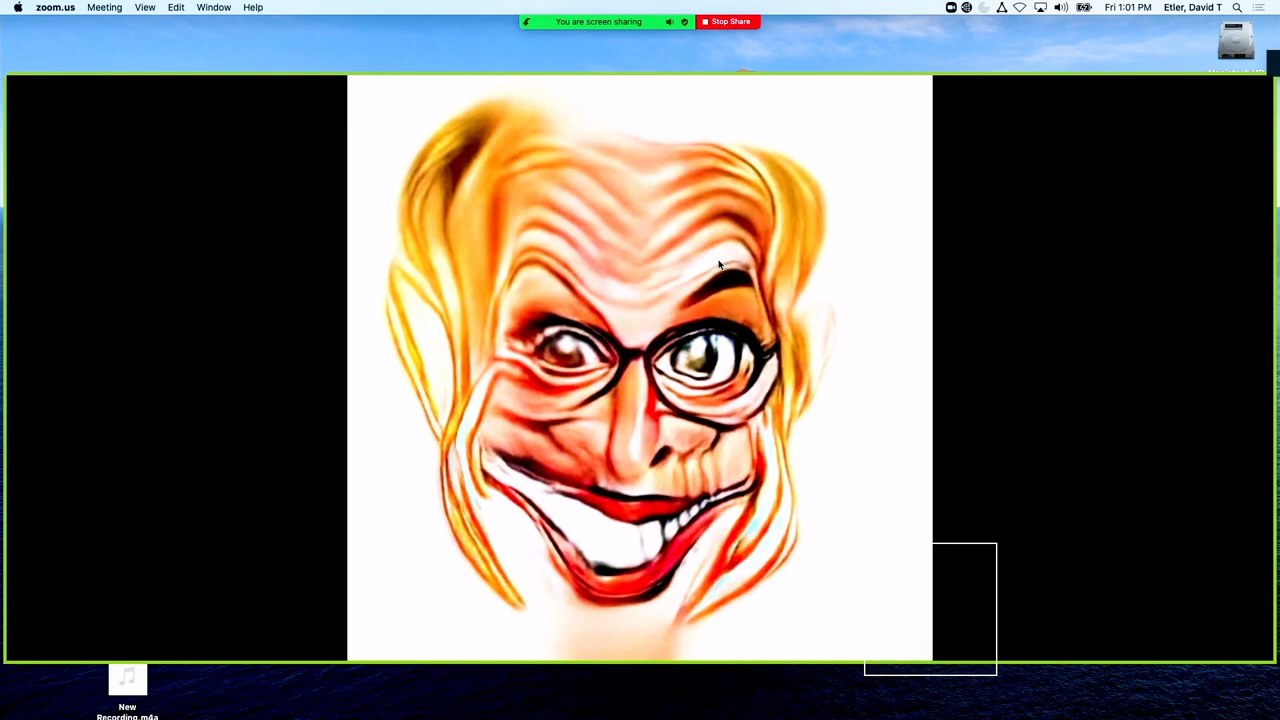 zoom.us Meeting View Edit Window Help Fri 1:01 PM Etler, David T
You are screen sharing Stop Share
New
Recording.m4a